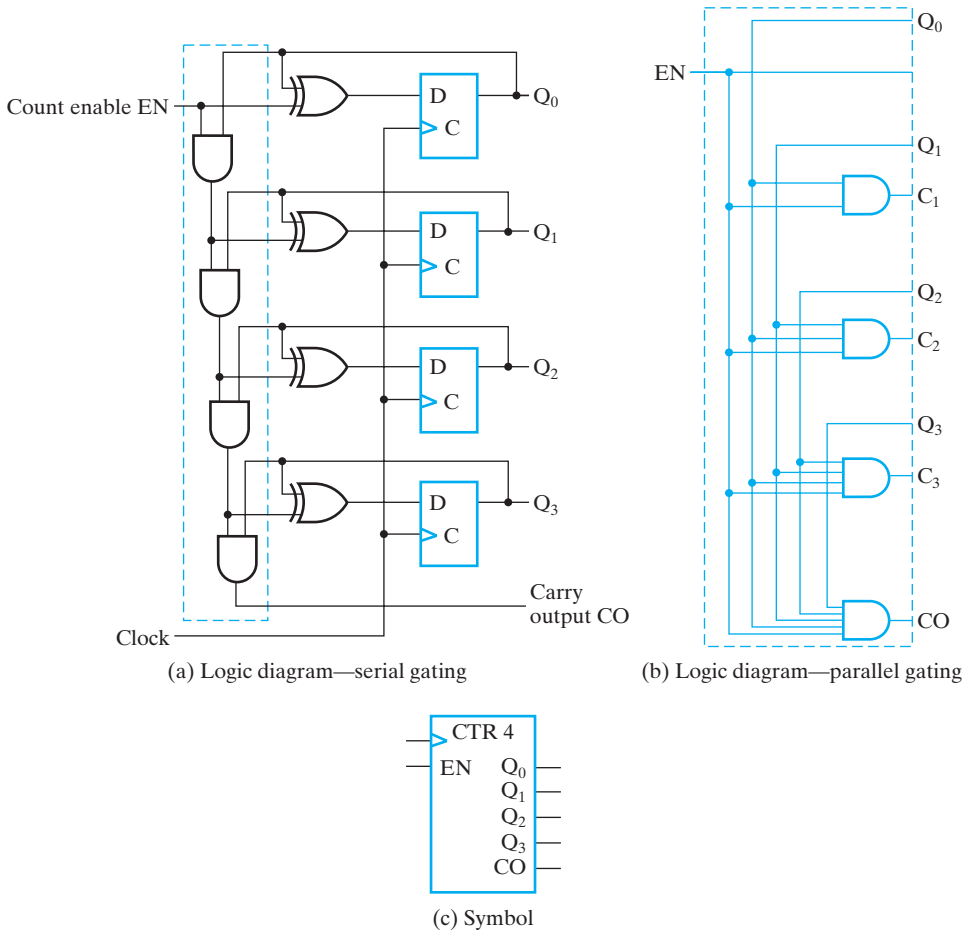 Count enable EN
D
C
Q0
D
C
Q1
D
C
Q2
D
C
Q3
Carry
output CO
Clock
(a) Logic diagram—serial gating
EN
Q0
Q1
C1
Q2
C2
Q3
C3
CO
(b) Logic diagram—parallel gating
CTR 4
EN
Q0
Q1
Q2
Q3
CO
(c) Symbol